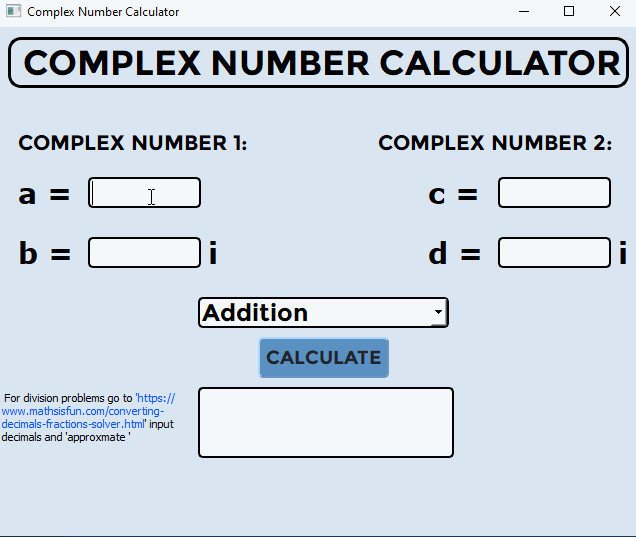 Complex Number Calculator
COMPLEX NUMBER CALCULATOR
COMPLEX NUMBER 1:
COMPLEX NUMBER 2:
a =
c =
b = i
d = i
Addition
CALCULATE
For division problems go to 'https://
www.mathsisfun.com/converting-
decimals-fractions-solver.html' input
decimals and 'approxmate '